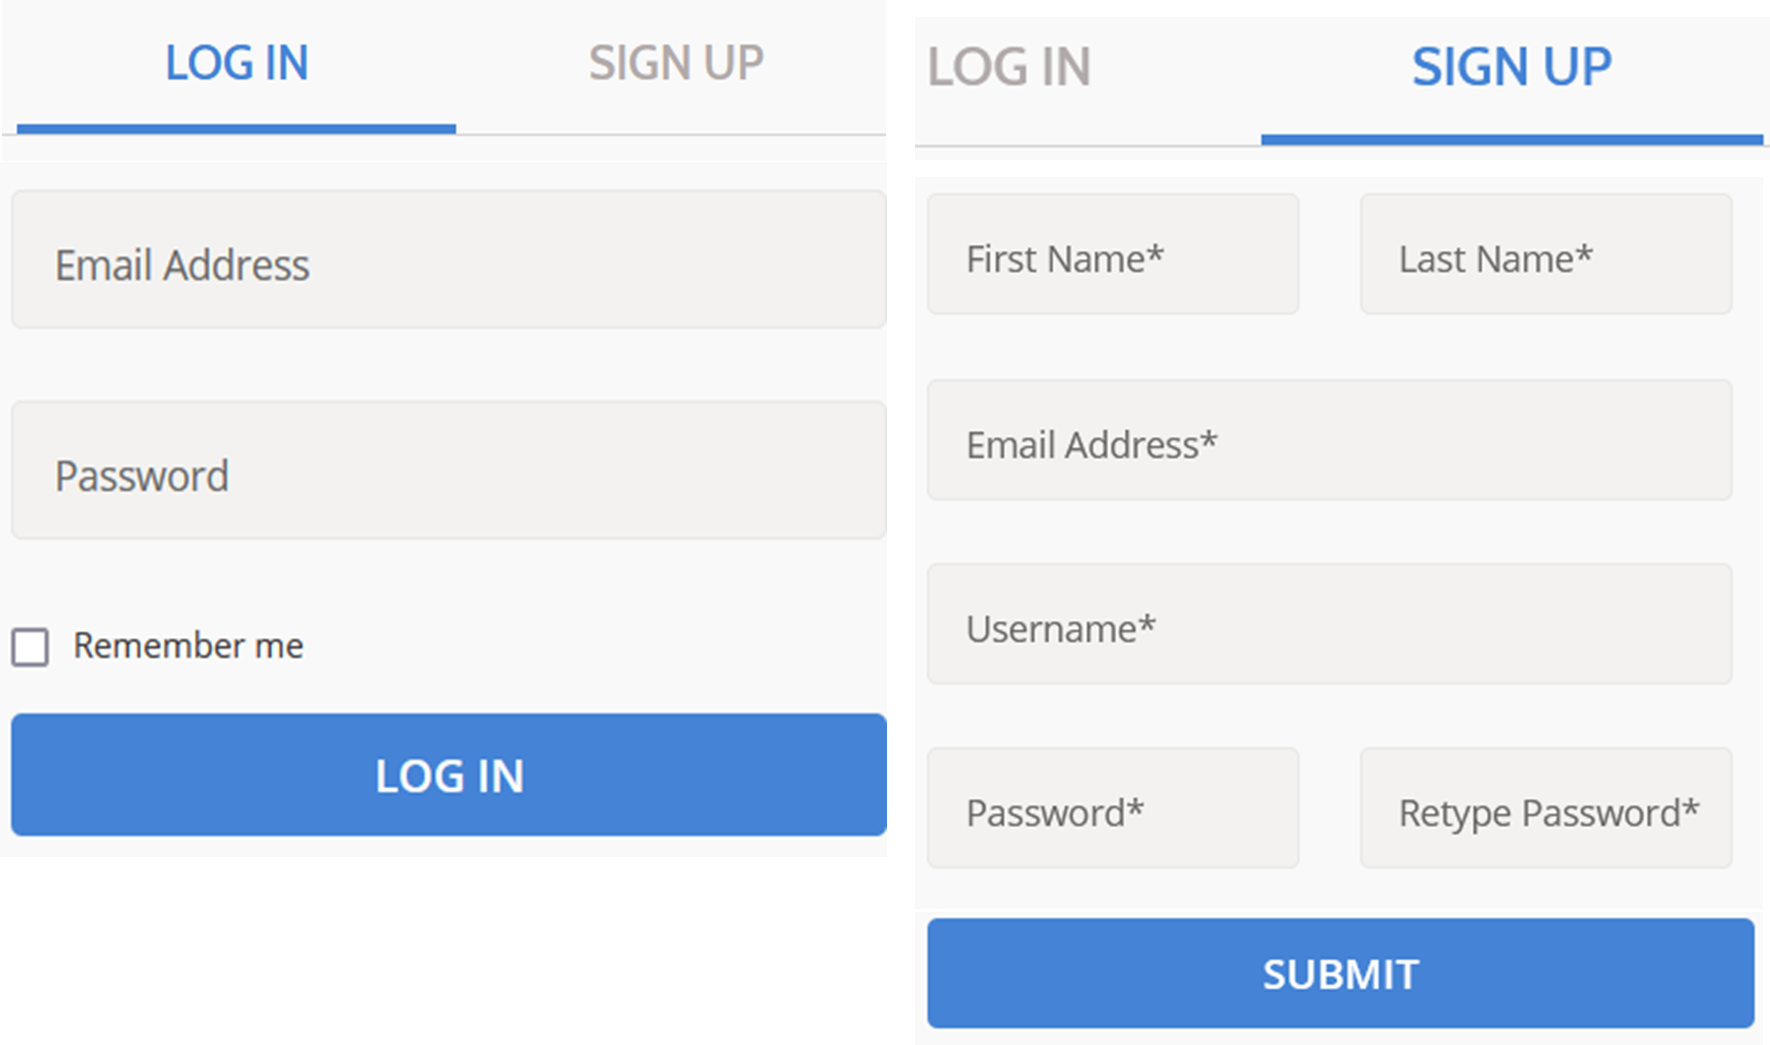 LOG IN SIGN UP
Email Address
Password
Remember me
LOG IN
LOG IN SIGN UP
First Name* Last Name*
Email Address*
Username*
Password* Retype Password*
SUBMIT